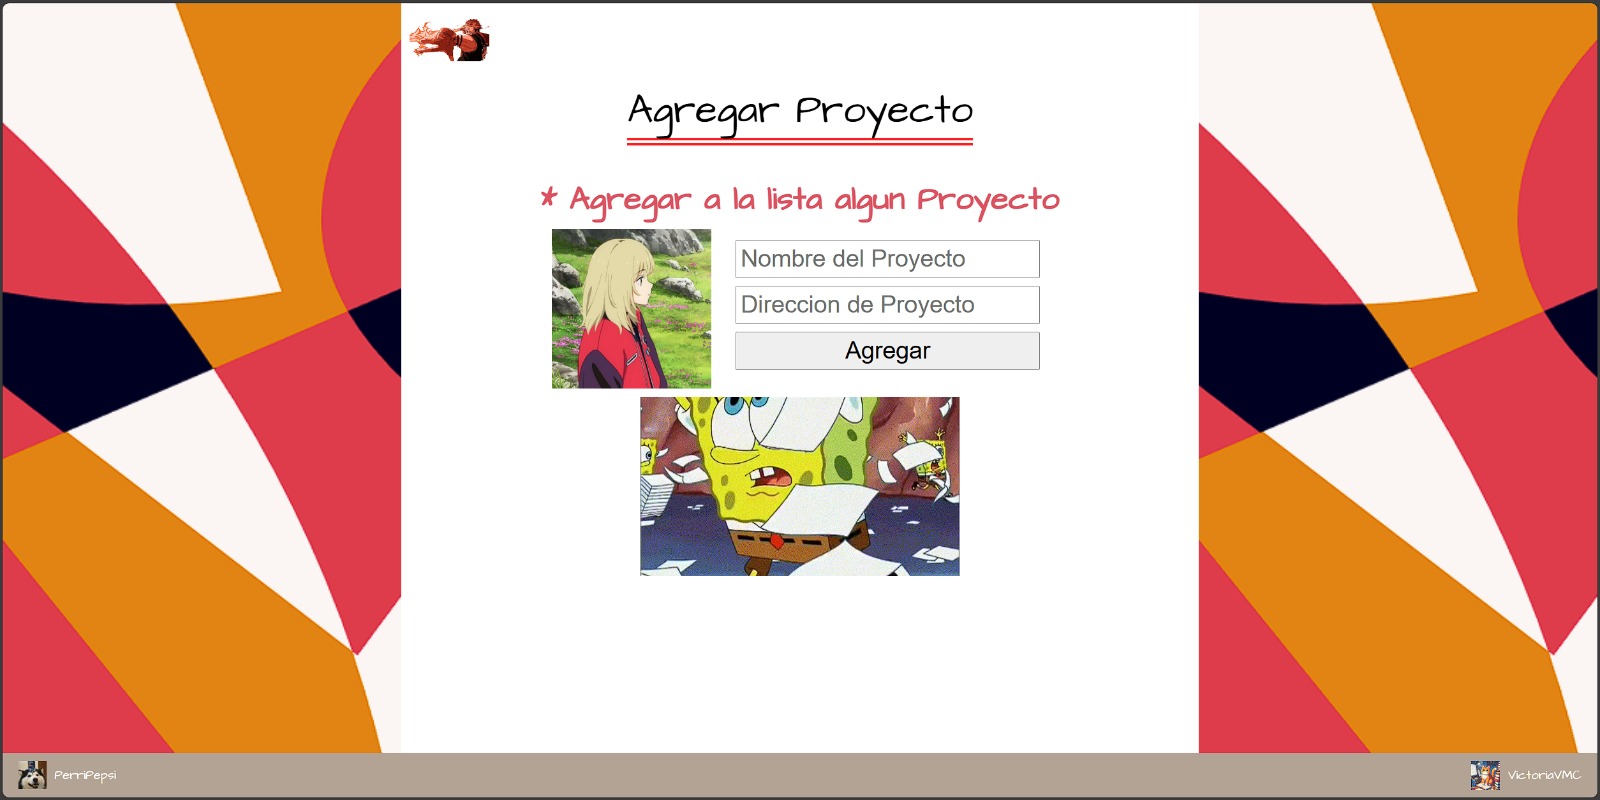 Agregar Proyecto
* Agregar a la lista algun Proyecto
Nombre del Proyecto
Direccion de Proyecto
Agregar
PerriPepsi
VictoriaVMC